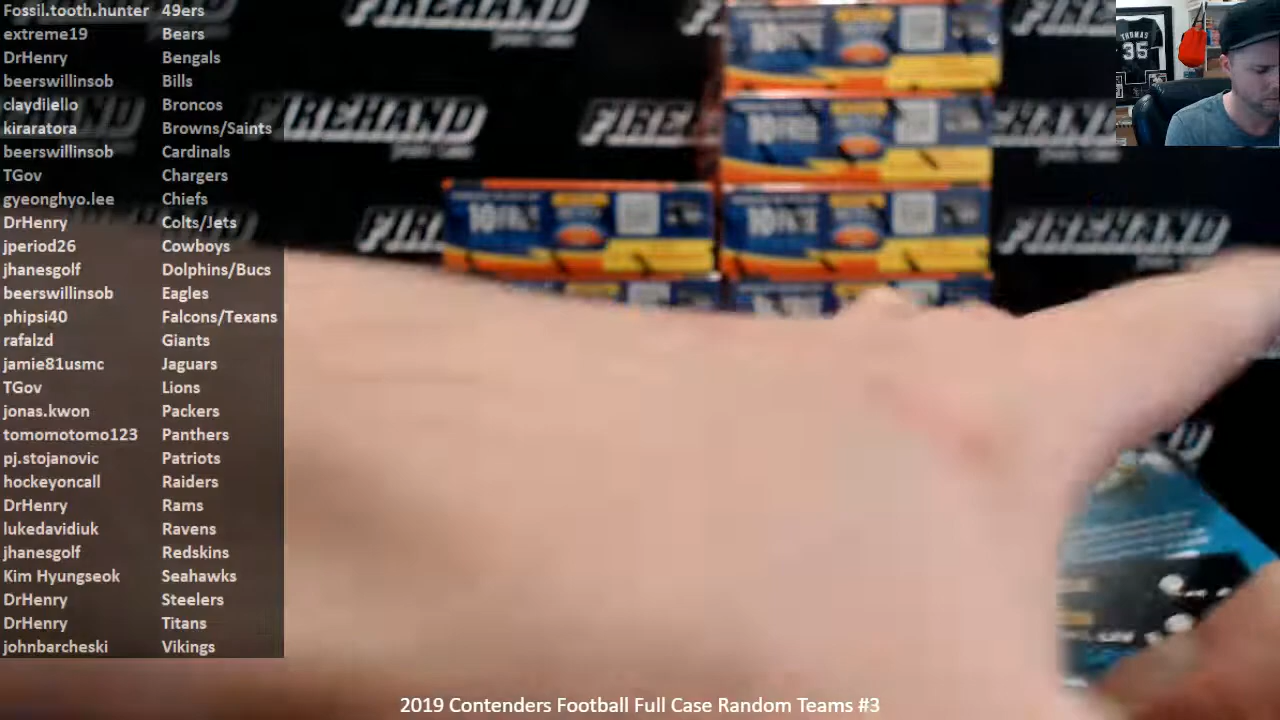 Fossil.tooth.hunter 49ers
extreme19 Bears
DrHenry Bengals
beerswillinsob Bills
claydilello Broncos
kiraratora Browns/Saints
beerswillinsob Cardinals
TGov Chargers
gyeonghyo.lee Chiefs
DrHenry Colts/Jets
jperiod26 Cowboys
jhanesgolf Dolphins/Bucs
beerswillinsob Eagles
phipsi40 Falcons/Texans
rafalzd Giants
jamie81usmc Jaguars
TGov Lions
jonas.kwon Packers
tomomotomo123 Panthers
pj.stojanovic Patriots
hockeyoncall Raiders
DrHenry Rams
lukedavidiuk Ravens
jhanesgolf Redskins
Kim Hyungseok Seahawks
DrHenry Steelers
DrHenry Titans
johnbarcheski Vikings
FIREHAND
FIREHAND
FIREHAND
THOMAS
35
2019 Contenders Football Full Case Random Teams #3